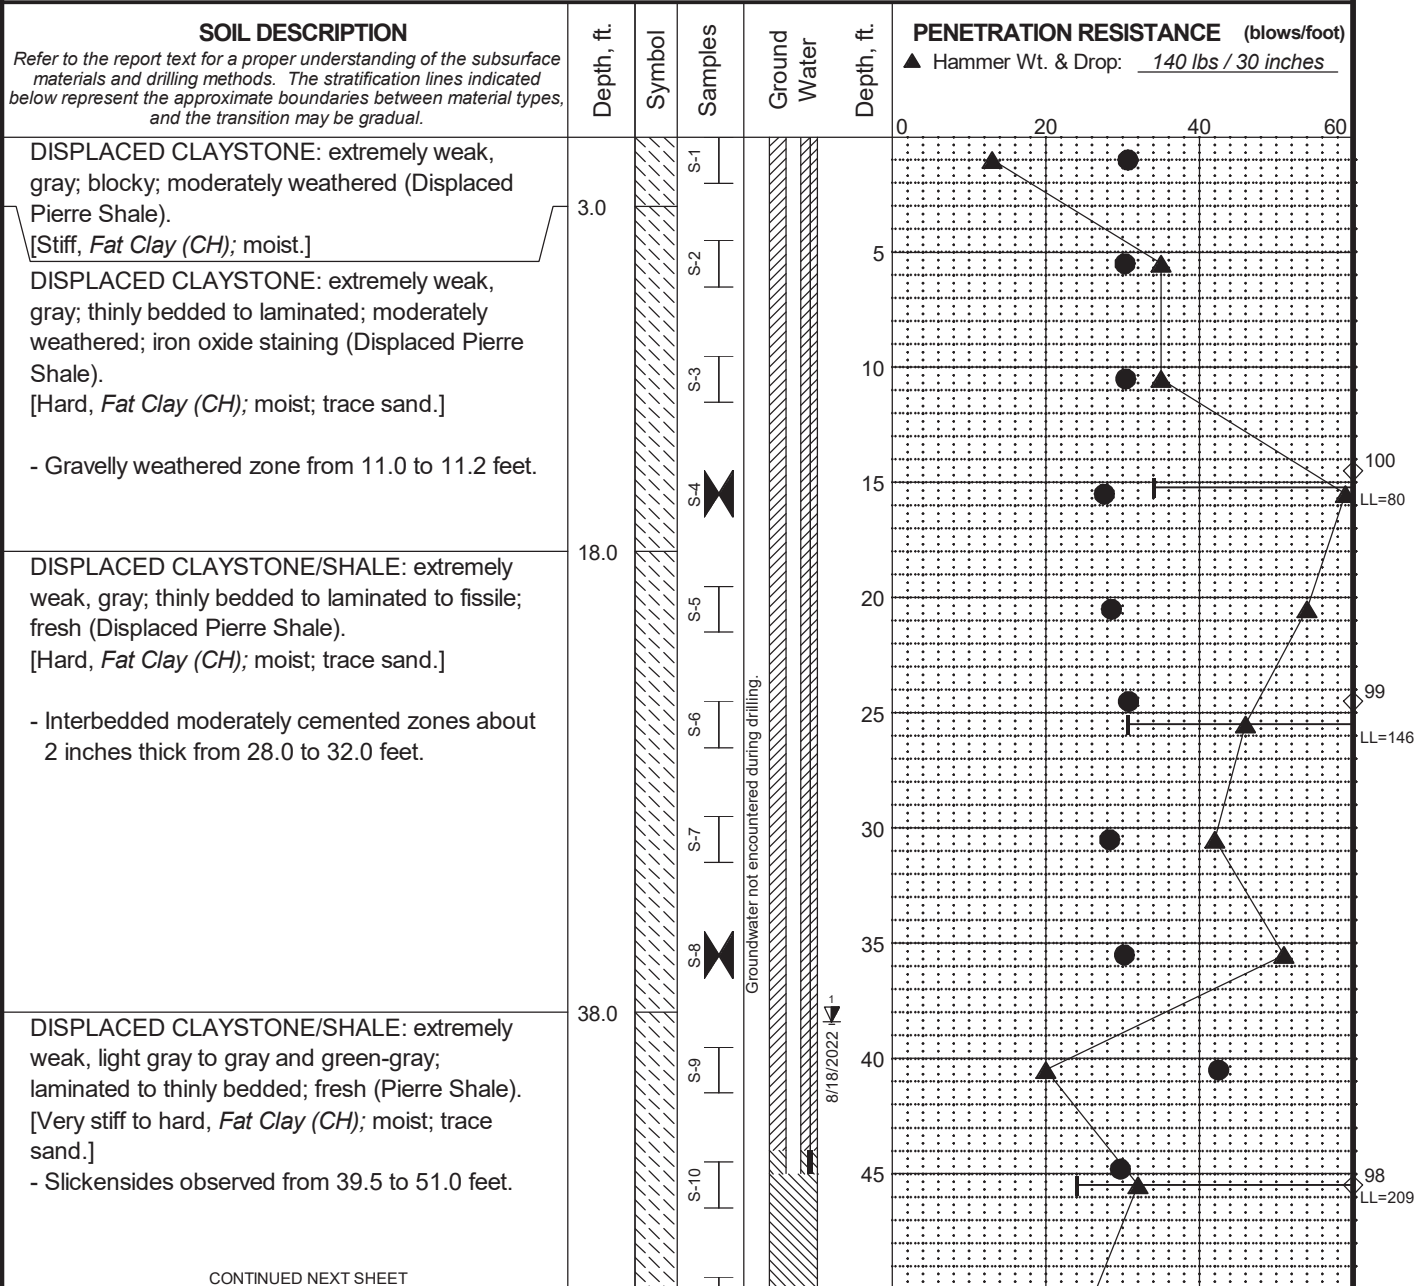 SOIL DESCRIPTION
Refer to the report text for a proper understanding of the subsurface
materials and drilling methods. The stratification lines indicated
below represent the approximate boundaries between material types,
and the transition may be gradual.
Depth, ft.
Symbol
Samples
Ground
Water
Depth, ft.
PENETRATION RESISTANCE (blows/foot)
▲ Hammer Wt. & Drop: 140 lbs / 30 inches
0 20 40 60
DISPLACED CLAYSTONE: extremely weak,
gray; blocky; moderately weathered (Displaced
Pierre Shale).
[Stiff, Fat Clay (CH); moist.]
3.0
DISPLACED CLAYSTONE: extremely weak,
gray; thinly bedded to laminated; moderately
weathered; iron oxide staining (Displaced Pierre
Shale).
[Hard, Fat Clay (CH); moist; trace sand.]
- Gravelly weathered zone from 11.0 to 11.2 feet.
18.0
DISPLACED CLAYSTONE/SHALE: extremely
weak, gray; thinly bedded to laminated to fissile;
fresh (Displaced Pierre Shale).
[Hard, Fat Clay (CH); moist; trace sand.]
- Interbedded moderately cemented zones about
2 inches thick from 28.0 to 32.0 feet.
38.0
DISPLACED CLAYSTONE/SHALE: extremely
weak, light gray to gray and green-gray;
laminated to thinly bedded; fresh (Pierre Shale).
[Very stiff to hard, Fat Clay (CH); moist; trace
sand.]
- Slickensides observed from 39.5 to 51.0 feet.
CONTINUED NEXT SHEET
S-1
S-2
S-3
S-4
S-5
S-6
S-7
S-8
S-9
S-10
Groundwater not encountered during drilling.
1
8/18/2022
5
10
15
20
25
30
35
40
45
100
LL=80
99
LL=146
98
LL=209